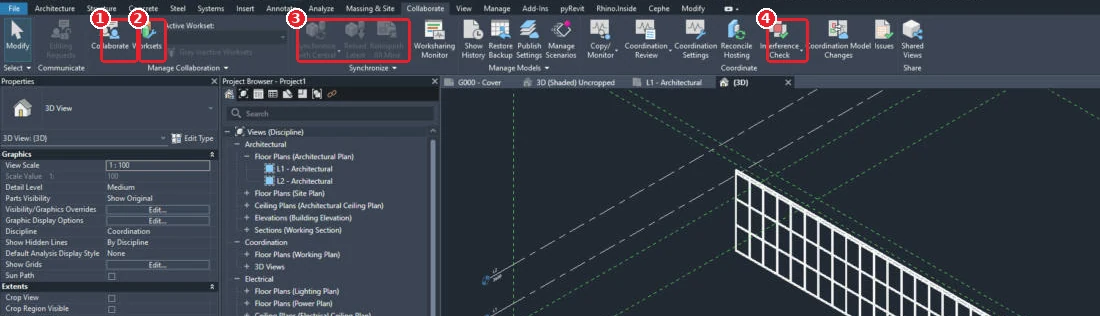 File Architecture Structure Concrete Steel Systems Insert Annotate Analyze Massing & Site Collaborate View Manage Add-Ins pyRevit Rhino.Inside Cephe Modify
1 2 3 4
Active Workset:
Gray Inactive Worksets
Modify
Editing Requests
Collaborate
Worksets
Synchronize with Central
Reload Latest
Relinquish All Mine
Worksharing Monitor
Show History
Restore Backup
Publish Settings
Manage Scenarios
Copy/ Monitor
Coordination Review
Coordination Settings
Reconcile Hosting
Interference Check
Coordination Model Changes
Issues
Shared Views
Select Communicate Manage Collaboration Synchronize Manage Models Coordinate Share
Properties
3D View
3D View: {3D}
Edit Type
Graphics
View Scale 1 : 100
Scale Value 1: 100
Detail Level Medium
Parts Visibility Show Original
Visibility/Graphics Overrides Edit...
Graphic Display Options Edit...
Discipline Coordination
Show Hidden Lines By Discipline
Default Analysis Display Style None
Show Grids Edit...
Sun Path
Extents
Crop View
Crop Region Visible
Project Browser - Project1
Search
Views (Discipline)
Architectural
Floor Plans (Architectural Plan)
L1 - Architectural
L2 - Architectural
Floor Plans (Site Plan)
Ceiling Plans (Architectural Ceiling Plan)
Elevations (Building Elevation)
Sections (Working Section)
Coordination
Floor Plans (Working Plan)
3D Views
Electrical
Floor Plans (Lighting Plan)
Floor Plans (Power Plan)
Ceiling Plans (Electrical Ceiling Plan)
G000 - Cover
3D (Shaded) Uncropped
L1 - Architectural
{3D}